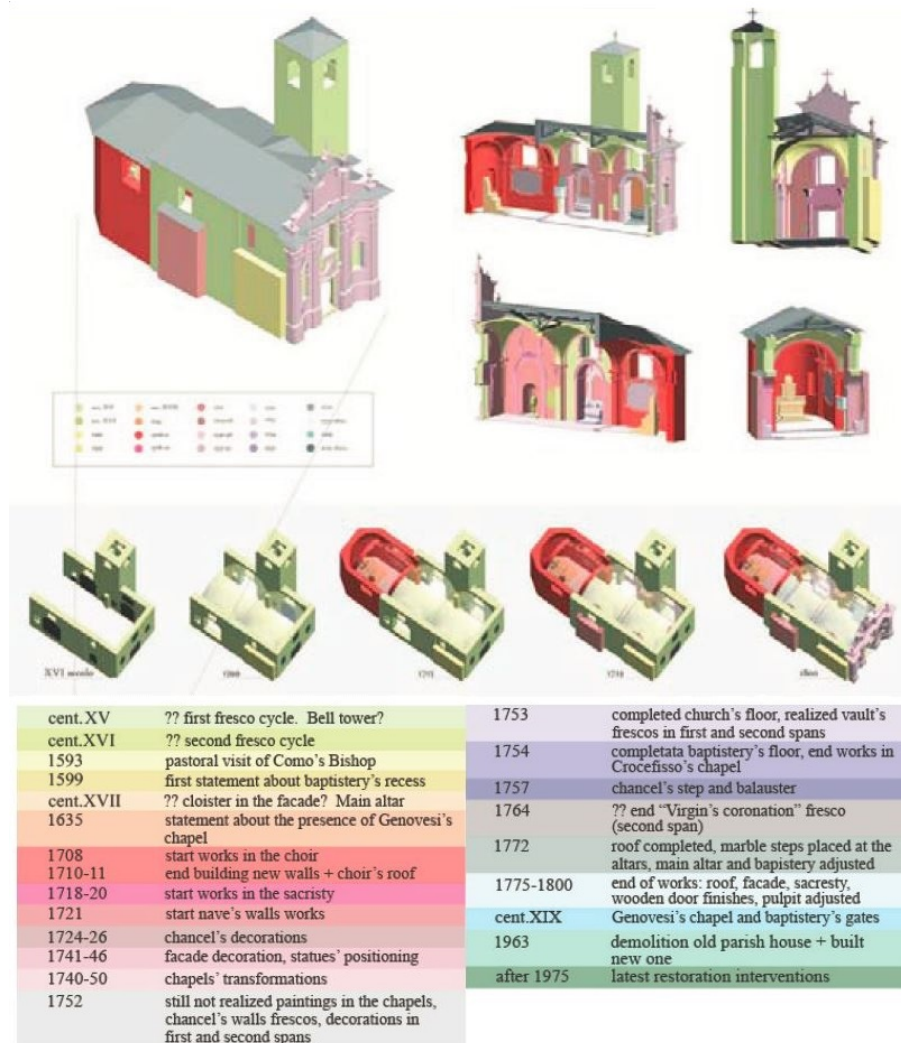 XVI secolo
1711
cent.XV ?? first fresco cycle. Bell tower?
cent.XVI ?? second fresco cycle
1593 pastoral visit of Como's Bishop
1599 first statement about baptistery's recess
cent.XVII ?? cloister in the facade? Main altar
1635 statement about the presence of Genovesi's
chapel
1708 start works in the choir
1710-11 end building new walls + choir's roof
1718-20 start works in the sacristy
1721 start nave's walls works
1724-26 chancel's decorations
1741-46 facade decoration, statues' positioning
1740-50 chapels' transformations
1752 still not realized paintings in the chapels,
chancel's walls frescos, decorations in
first and second spans
1753 completed church's floor, realized vault's
frescos in first and second spans
1754 completata baptistery's floor, end works in
Crocefisso's chapel
1757 chancel's step and balauster
1764 ?? end “Virgin's coronation” fresco
(second span)
1772 roof completed, marble steps placed at the
altars, main altar and bapistery adjusted
1775-1800 end of works: roof, facade, sacresty,
wooden door finishes, pulpit adjusted
cent.XIX Genovesi's chapel and baptistery's gates
1963 demolition old parish house + built
new one
after 1975 latest restoration interventions